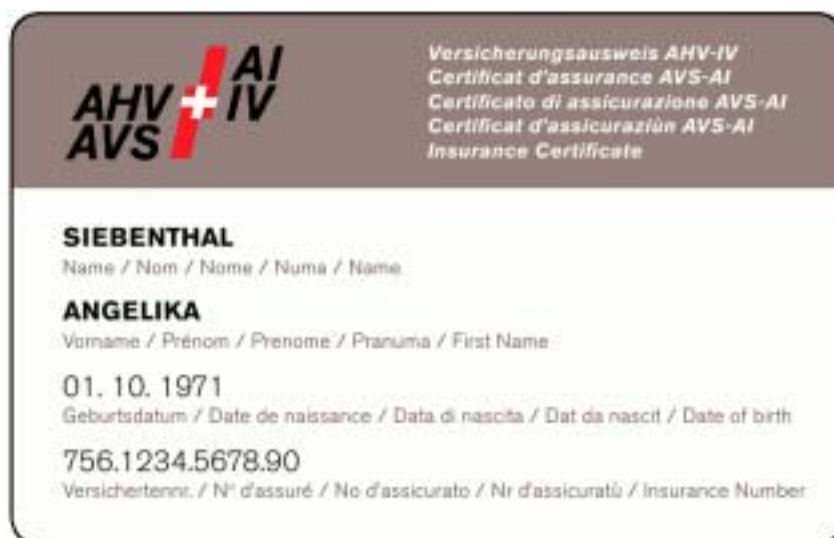 AHV AI
AVS IV
Versicherungsausweis AHV-IV
Certificat d'assurance AVS-AI
Certificato di assicurazione AVS-AI
Certificat d'assicuraziùn AVS-AI
Insurance Certificate
SIEBENTHAL
Name / Nom / Nome / Numa / Name
ANGELIKA
Vorname / Prénom / Prenome / Pranuma / First Name
01. 10. 1971
Geburtsdatum / Date de naissance / Data di nascita / Dat da nascit / Date of birth
756.1234.5678.90
Versichertennr. / N° d'assuré / No d'assicurato / Nr d'assicuratù / Insurance Number